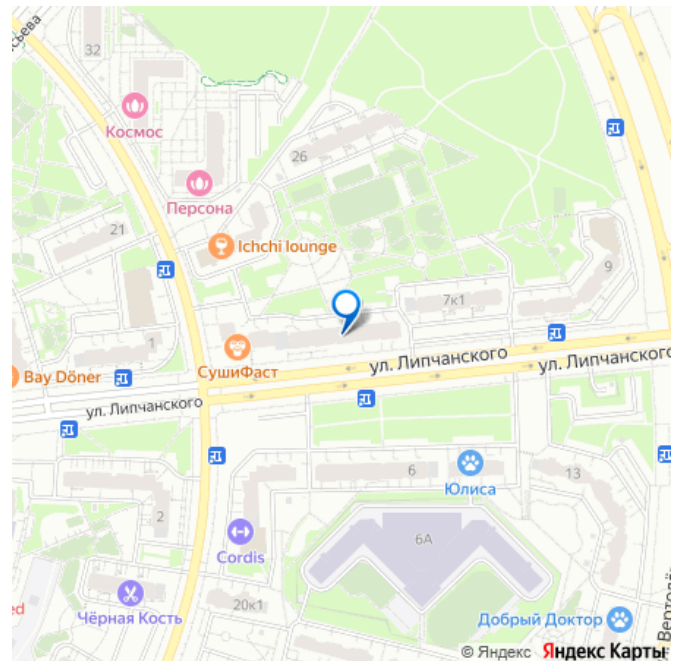 32
Космос
26
Персона
21
Ichchi lounge
9
7к1
1
СушиФаст
ул. Липчанского
ул. Липчанского
Bay Döner
ул. Липчанского
6
Юлиса
13
2
6А
Cordis
20к1
Чёрная Кость
Добрый Доктор
© Яндекс Яндекс Карты